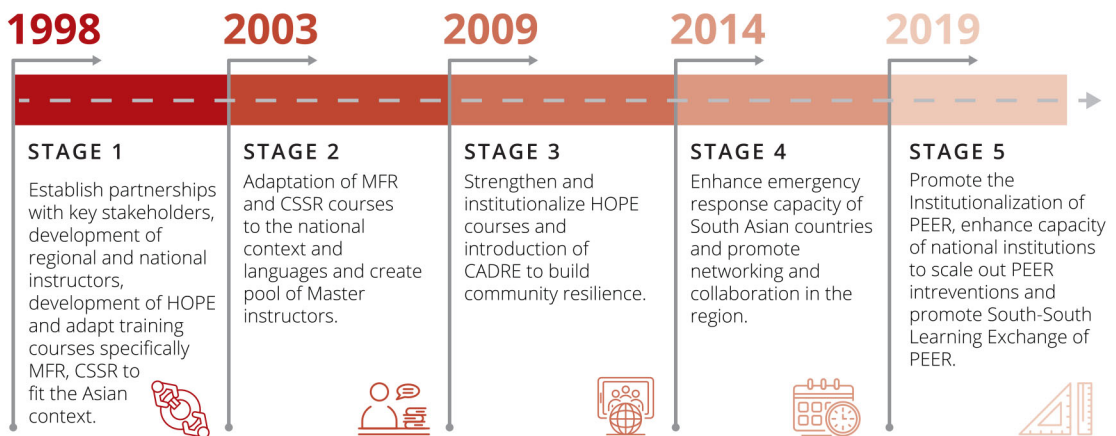 1998
2003
2009
2014
2019
STAGE 1
Establish partnerships
with key stakeholders,
development of
regional and national
instructors,
development of HOPE
and adapt training
courses specifically
MFR, CSSR to
fit the Asian
context.
STAGE 2
Adaptation of MFR
and CSSR courses
to the national
context and
languages and create
pool of Master
instructors.
STAGE 3
Strengthen and
institutionalize HOPE
courses and
introduction of
CADRE to build
community resilience.
STAGE 4
Enhance emergency
response capacity of
South Asian countries
and promote
networking and
collaboration in the
region.
STAGE 5
Promote the
Institutionalization of
PEER, enhance capacity
of national institutions
to scale out PEER
intreventions and
promote South-South
Learning Exchange of
PEER.